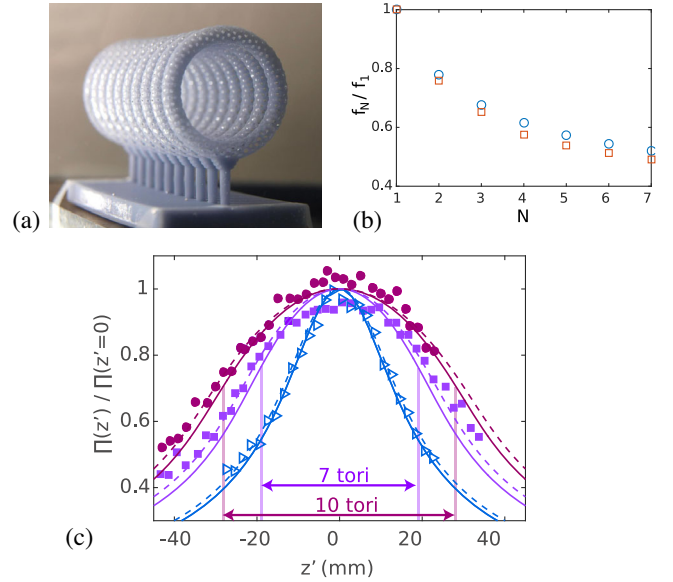 (a)
1
0.8
0.6
0.4
f_N / f_1
1 2 3 4 5 6 7
N
(b)
1
0.8
0.6
0.4
∏(z') / ∏(z'=0)
7 tori
10 tori
-40 -20 0 20 40
z' (mm)
(c)